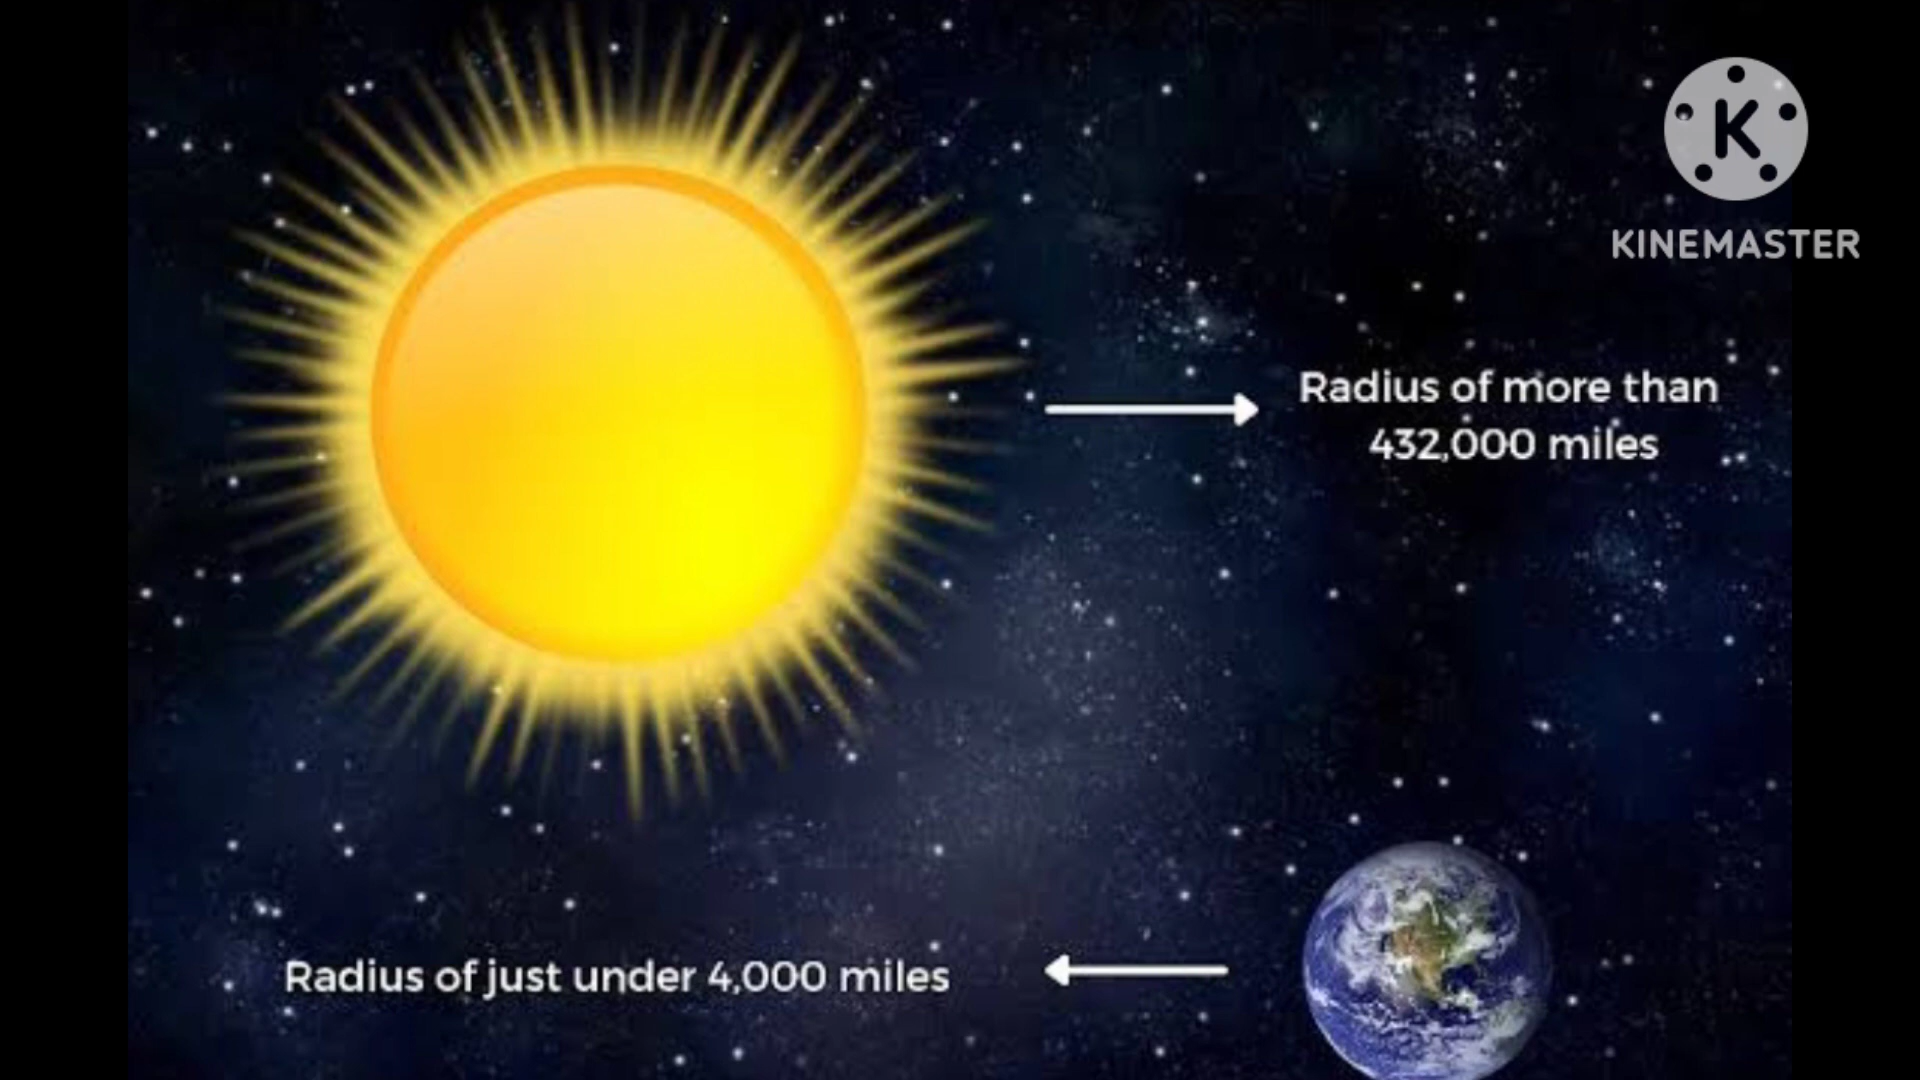 K
KINEMASTER
Radius of more than
432,000 miles
Radius of just under 4,000 miles